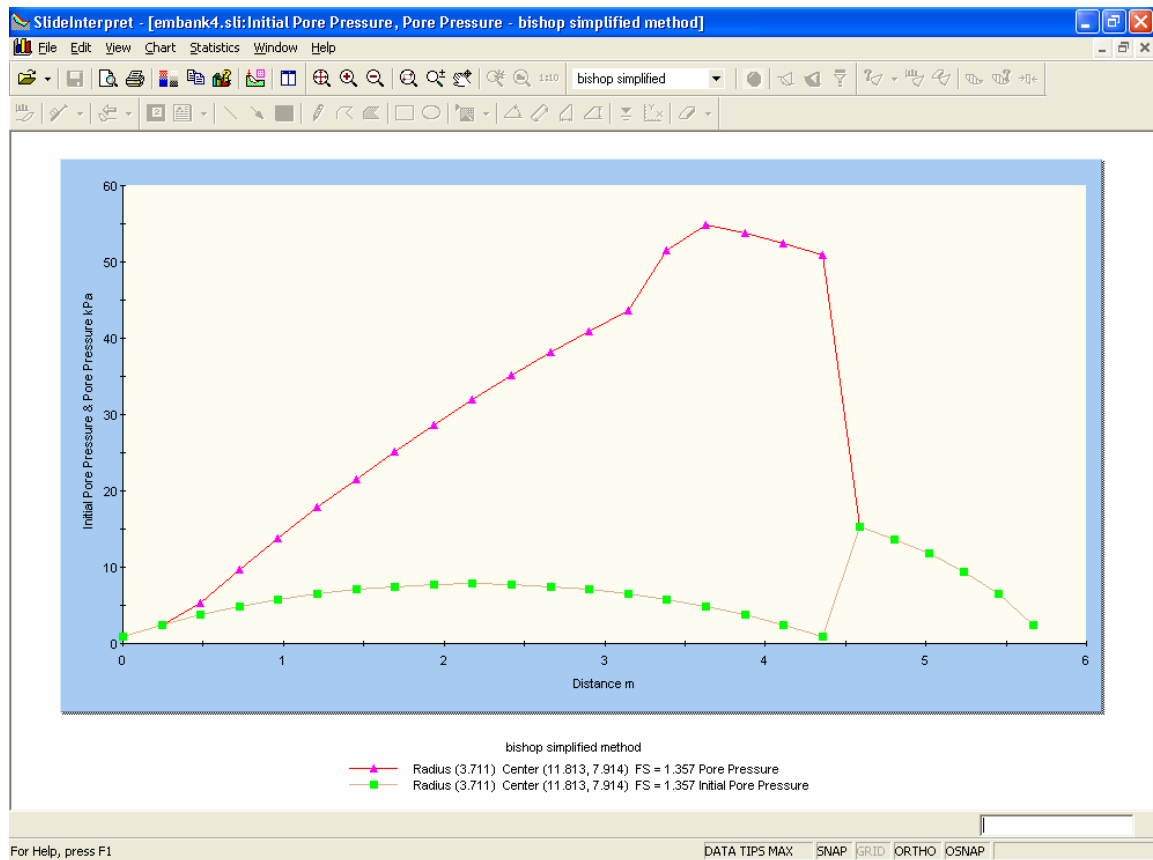 SlideInterpret - [embank4.sli:Initial Pore Pressure, Pore Pressure - bishop simplified method]
File Edit View Chart Statistics Window Help
1:10 bishop simplified
60
50
40
30
20
10
0
Initial Pore Pressure & Pore Pressure kPa
0 1 2 3 4 5 6
Distance m
bishop simplified method
Radius (3.711) Center (11.813, 7.914) FS = 1.357 Pore Pressure
Radius (3.711) Center (11.813, 7.914) FS = 1.357 Initial Pore Pressure
For Help, press F1 DATA TIPS MAX SNAP GRID ORTHO OSNAP